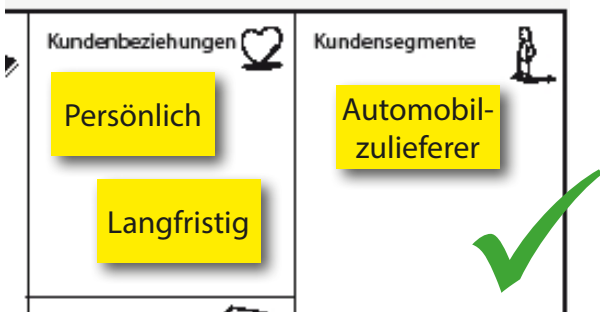 Kundenbeziehungen
Persönlich
Langfristig
Kundensegmente
Automobil-
zulieferer